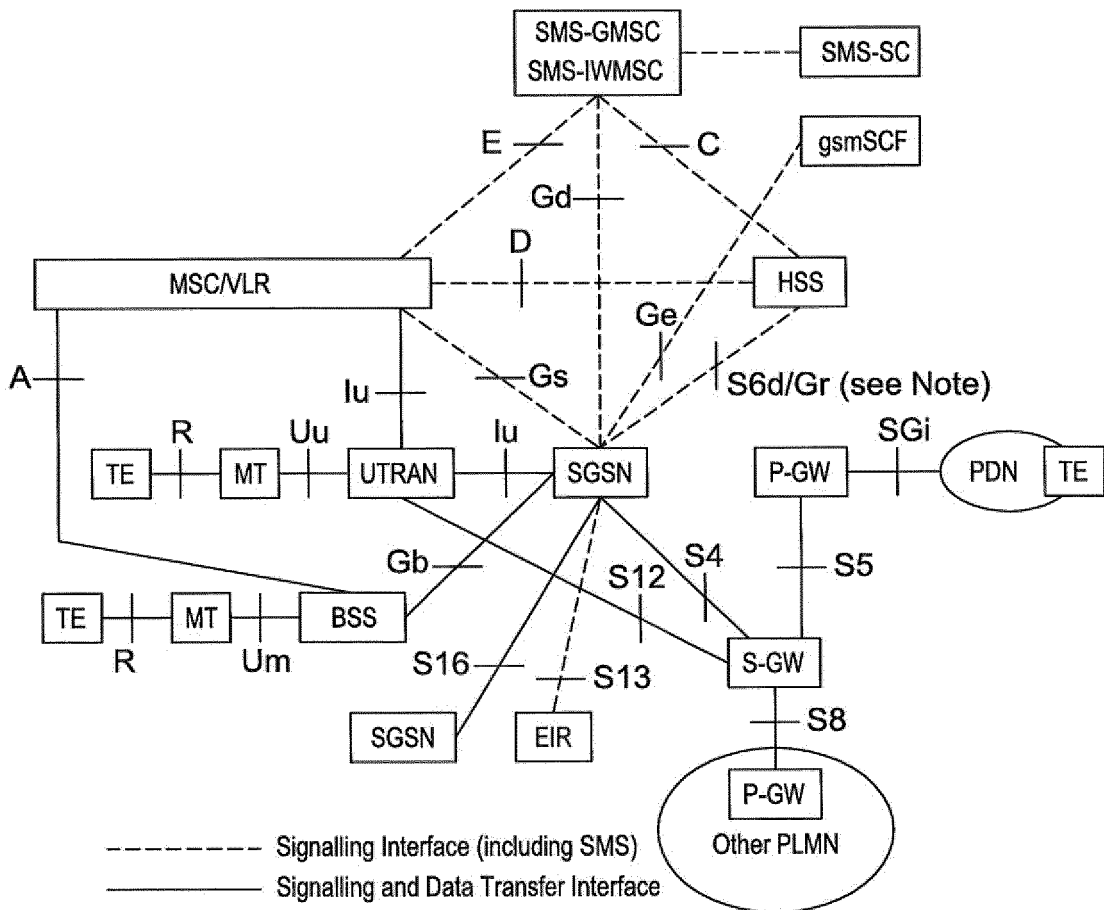 SMS-GMSC
SMS-IWMSC
SMS-SC
gsmSCF
E
C
Gd
D
MSC/VLR
HSS
Ge
A
Gs
Iu
S6d/Gr (see Note)
SGi
R
Uu
Iu
TE
MT
UTRAN
SGSN
P-GW
PDN
TE
Gb
S12
S4
S5
TE
MT
BSS
R
Um
S16
S13
S-GW
SGSN
EIR
S8
P-GW
Other PLMN
Signalling Interface (including SMS)
Signalling and Data Transfer Interface